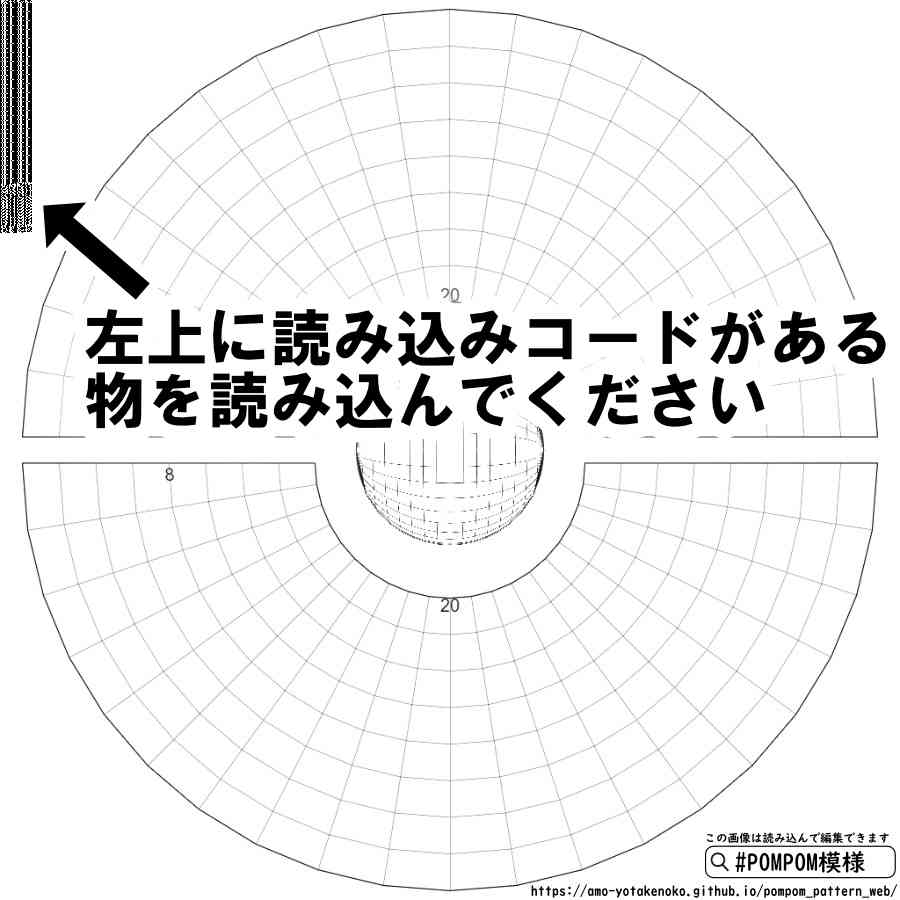 20
左上に読み込みコードがある
物を読み込んでください
8
20
この画像は読み込んで編集できます
#POMPOM模様
https://amo-yotakenoko.github.io/pompom_pattern_web/